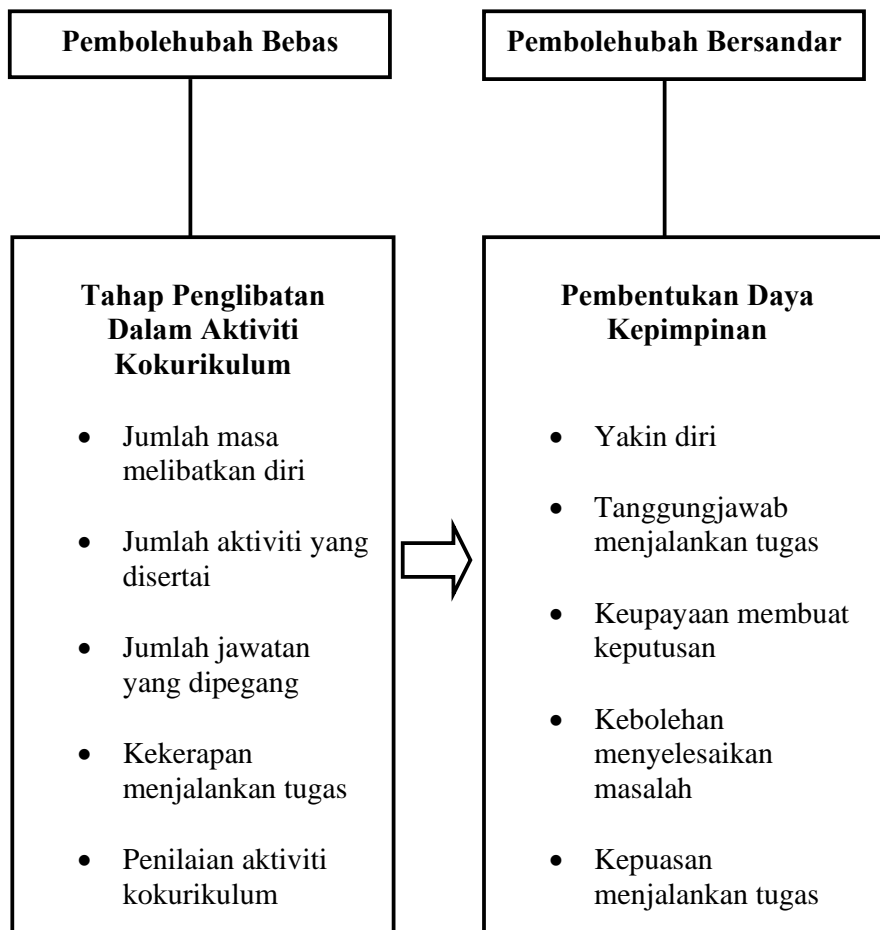 Pembolehubah Bebas
Pembolehubah Bersandar
Tahap Penglibatan
Dalam Aktiviti
Kokurikulum
• Jumlah masa
melibatkan diri
• Jumlah aktiviti yang
disertai
• Jumlah jawatan
yang dipegang
• Kekerapan
menjalankan tugas
• Penilaian aktiviti
kokurikulum
Pembentukan Daya
Kepimpinan
• Yakin diri
• Tanggungjawab
menjalankan tugas
• Keupayaan membuat
keputusan
• Kebolehan
menyelesaikan
masalah
• Kepuasan
menjalankan tugas